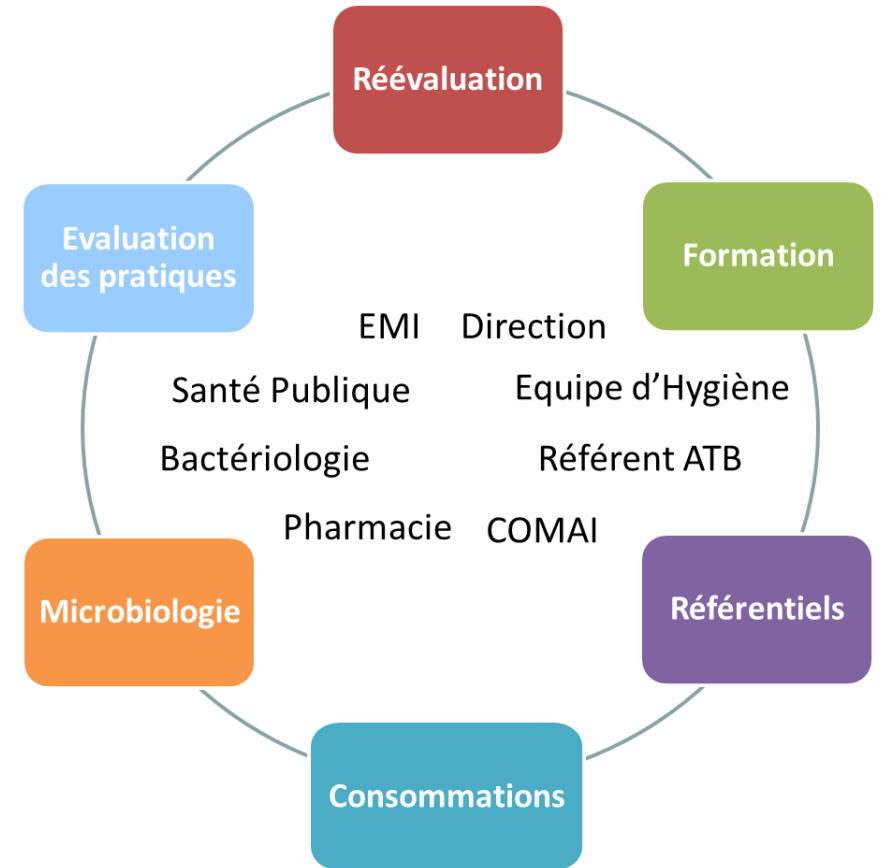 Réévaluation
Evaluation
des pratiques
Formation
EMI Direction
Santé Publique Equipe d’Hygiène
Bactériologie Référent ATB
Pharmacie COMAI
Microbiologie
Référentiels
Consommations